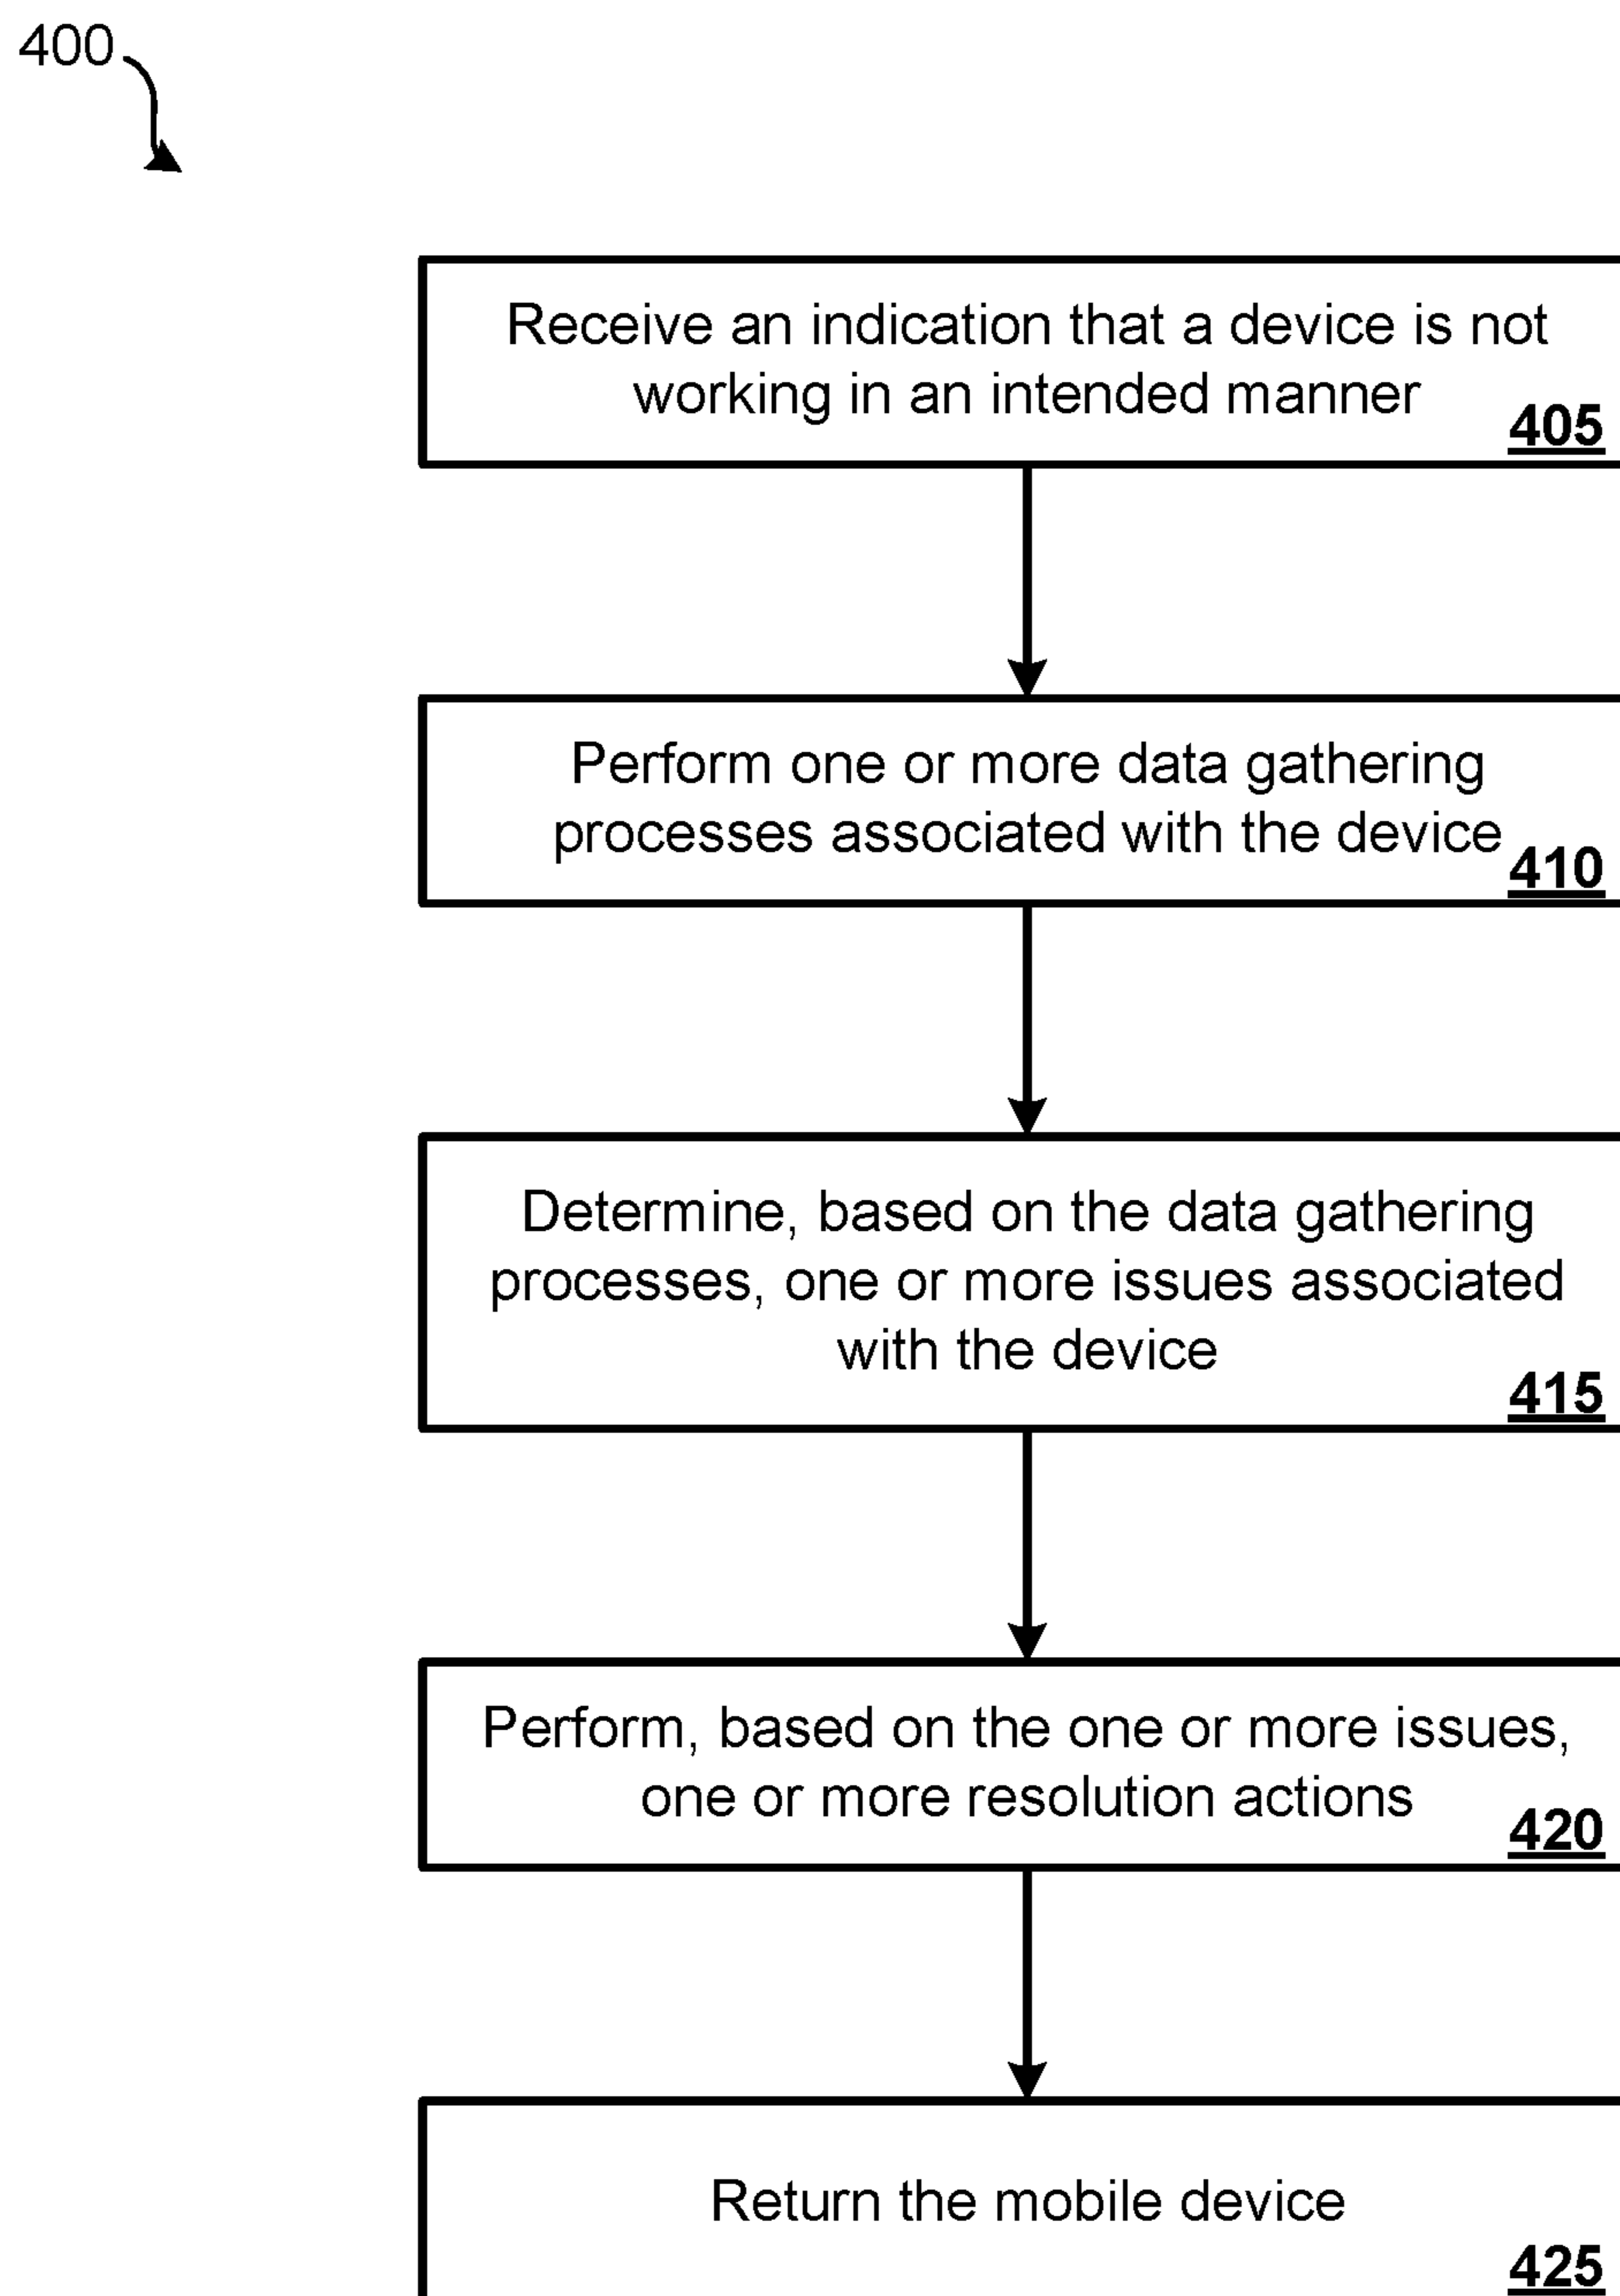 400
Receive an indication that a device is not
working in an intended manner
405
Perform one or more data gathering
processes associated with the device
410
Determine, based on the data gathering
processes, one or more issues associated
with the device
415
Perform, based on the one or more issues,
one or more resolution actions
420
Return the mobile device
425